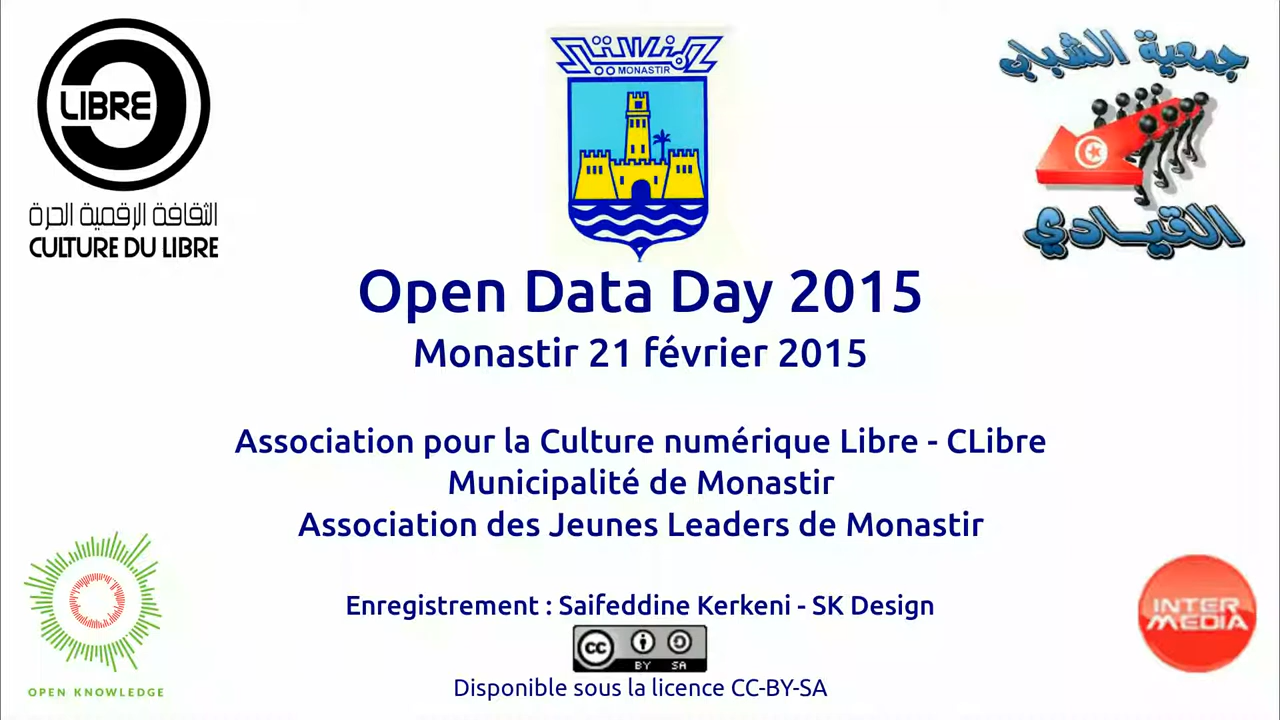 LIBRE
الثقافة الرقمية الحرة
CULTURE DU LIBRE
MONASTIR
جمعية الشباب
القيادي
Open Data Day 2015
Monastir 21 février 2015
Association pour la Culture numérique Libre - CLibre
Municipalité de Monastir
Association des Jeunes Leaders de Monastir
Enregistrement : Saifeddine Kerkeni - SK Design
cc
BY SA
Disponible sous la licence CC-BY-SA
OPEN KNOWLEDGE
INTER
MEDIA